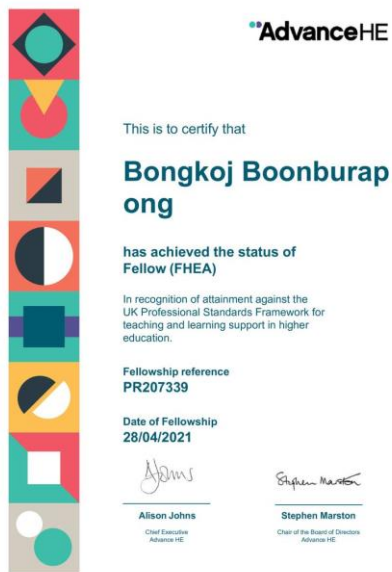 AdvanceHE
This is to certify that
Bongkoj Boonburap
ong
has achieved the status of
Fellow (FHEA)
In recognition of attainment against the
UK Professional Standards Framework for
teaching and learning support in higher
education.
Fellowship reference
PR207339
Date of Fellowship
28/04/2021
AJohns
Stephen Marston
Alison Johns
Stephen Marston
Chief Executive
Advance HE
Chair of the Board of Directors
Advance HE